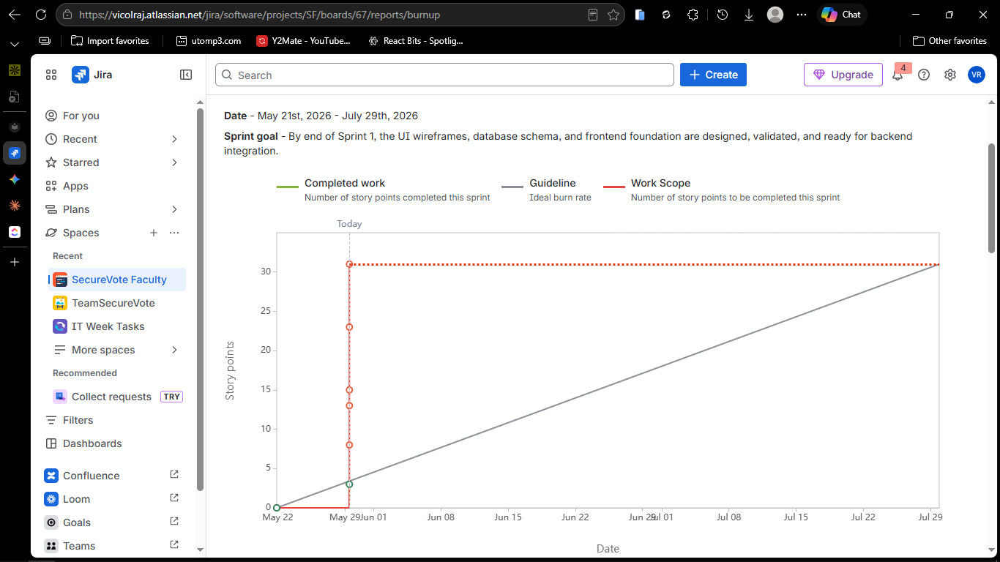 https://vicolraj.atlassian.net/jira/software/projects/SF/boards/67/reports/burnup
Chat
Import favorites
utomp3.com
Y2Mate - YouTube...
React Bits - Spotlig...
Other favorites
Jira
Search
Create
Upgrade
4
VR
For you
Recent
Starred
Apps
Plans
Spaces
Recent
SecureVote Faculty
TeamSecureVote
IT Week Tasks
More spaces
Recommended
Collect requests TRY
Filters
Dashboards
Confluence
Loom
Goals
Teams
Date - May 21st, 2026 - July 29th, 2026
Sprint goal - By end of Sprint 1, the UI wireframes, database schema, and frontend foundation are designed, validated, and ready for backend
integration.
Completed work
Number of story points completed this sprint
Guideline
Ideal burn rate
Work Scope
Number of story points to be completed this sprint
Today
Story points
30
25
20
15
10
5
0
May 22
May 29
Jun 01
Jun 08
Jun 15
Jun 22
Jun 29
Jul 01
Jul 08
Jul 15
Jul 22
Jul 29
Date